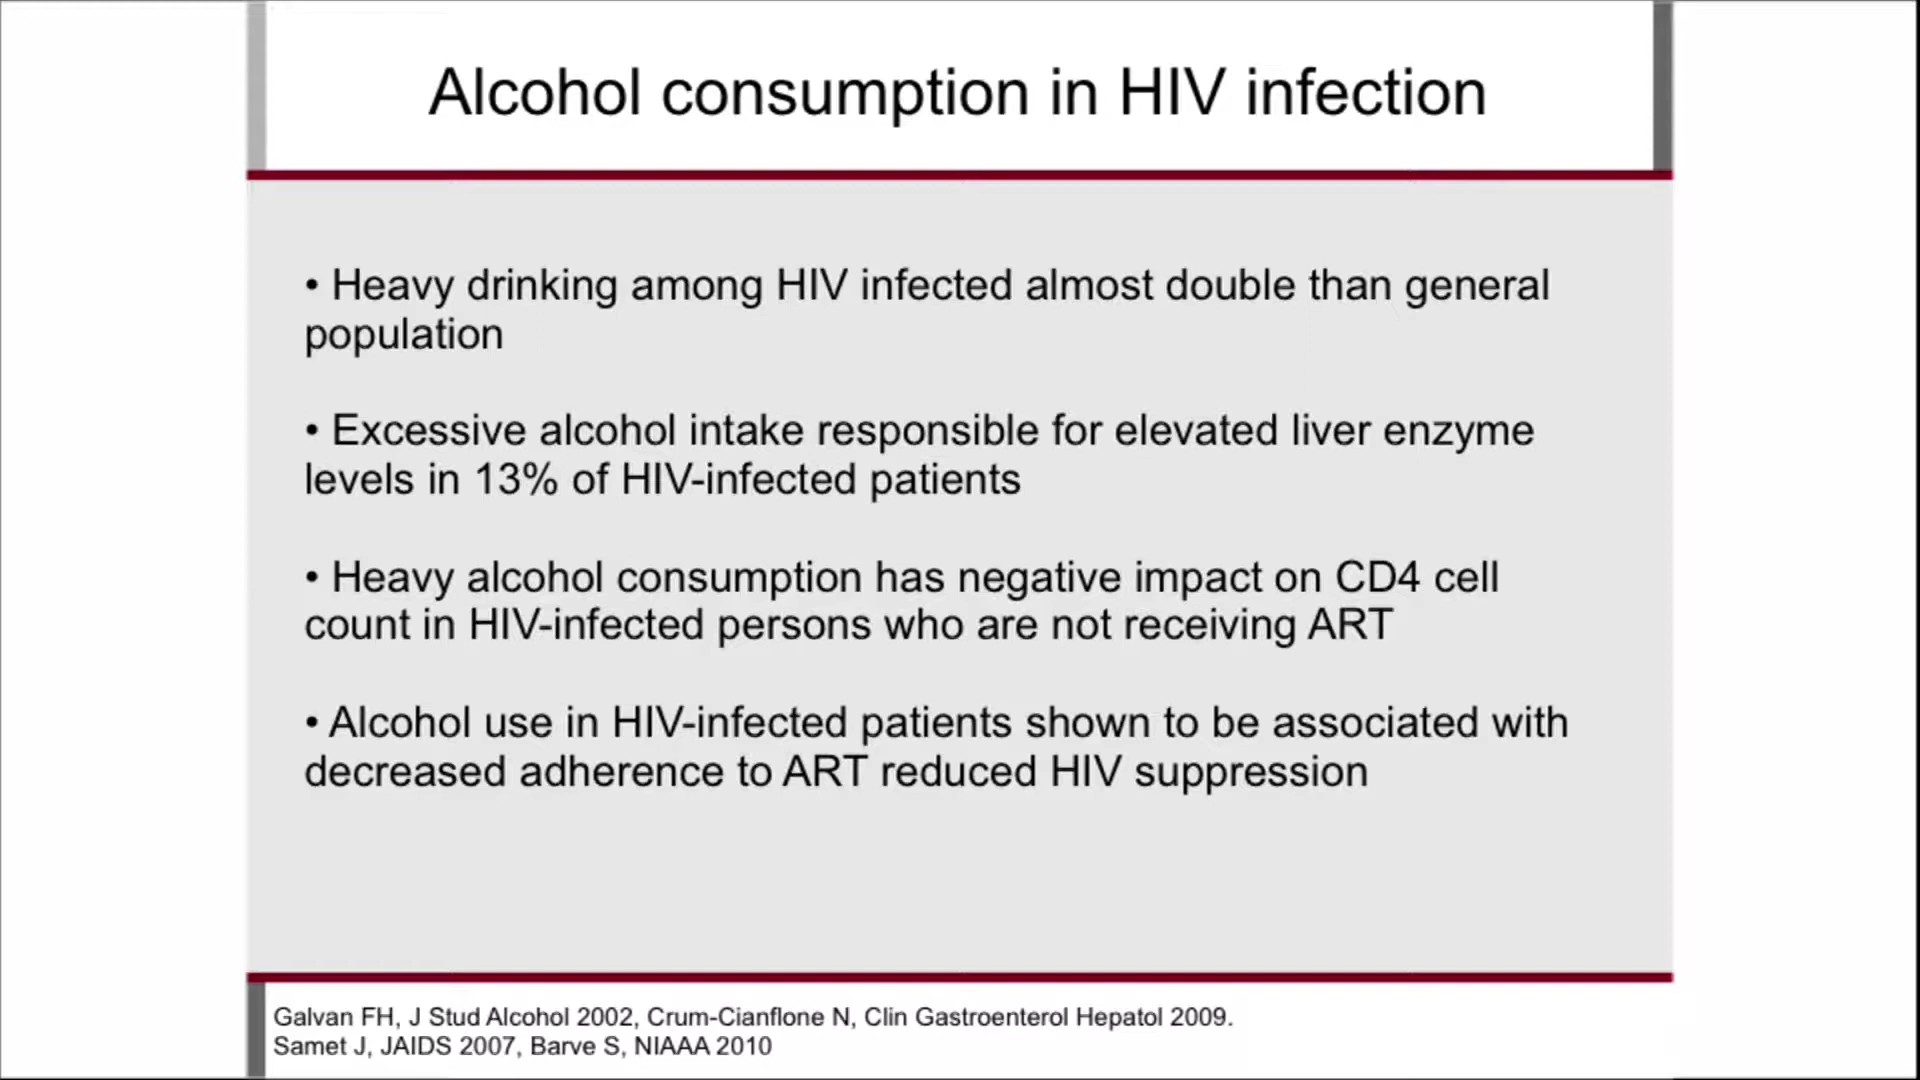 Alcohol consumption in HIV infection
• Heavy drinking among HIV infected almost double than general
population
• Excessive alcohol intake responsible for elevated liver enzyme
levels in 13% of HIV-infected patients
• Heavy alcohol consumption has negative impact on CD4 cell
count in HIV-infected persons who are not receiving ART
• Alcohol use in HIV-infected patients shown to be associated with
decreased adherence to ART reduced HIV suppression
Galvan FH, J Stud Alcohol 2002, Crum-Cianflone N, Clin Gastroenterol Hepatol 2009.
Samet J, JAIDS 2007, Barve S, NIAAA 2010